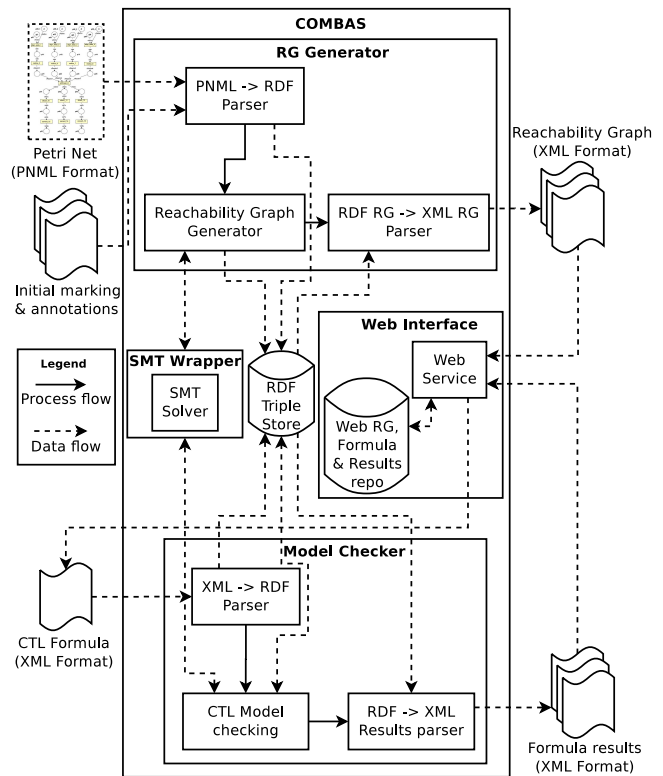 COMBAS
RG Generator
PNML -> RDF
Parser
Petri Net
(PNML Format)
Reachability Graph
(XML Format)
Reachability Graph
Generator
RDF RG -> XML RG
Parser
Initial marking
& annotations
Web Interface
Legend
Process flow
Data flow
SMT Wrapper
SMT
Solver
RDF
Triple
Store
Web
Service
Web RG,
Formula
& Results
repo
Model Checker
XML -> RDF
Parser
CTL Formula
(XML Format)
CTL Model
checking
RDF -> XML
Results parser
Formula results
(XML Format)